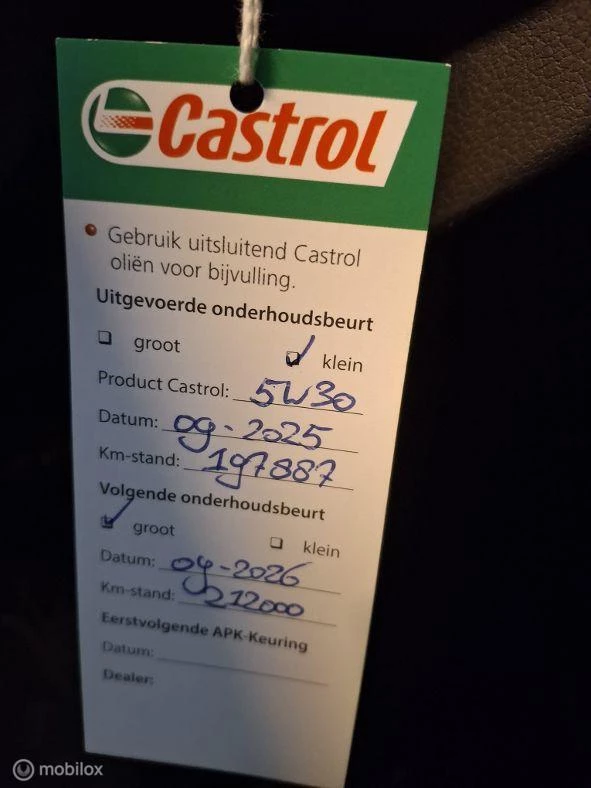 Castrol
Gebruik uitsluitend Castrol
oliën voor bijvulling.
Uitgevoerde onderhoudsbeurt
groot klein
Product Castrol: 5W30
Datum: 09-2025
Km-stand: 197887
Volgende onderhoudsbeurt
groot klein
Datum: 09-2026
Km-stand: 212000
Eerstvolgende APK-Keuring
Datum:
Dealer:
mobilox